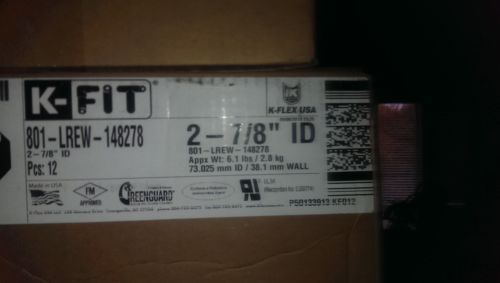 K-FIT
K-FLEX USA
801-LREW-148278
2-7/8" ID
Pcs: 12
2-7/8" ID
801-LREW-148278
Appx Wt: 6.1 lbs / 2.8 kg
73.025 mm ID / 38.1 mm WALL
Made in USA
FM
APPROVED
GREENGUARD
P50133913 KF012